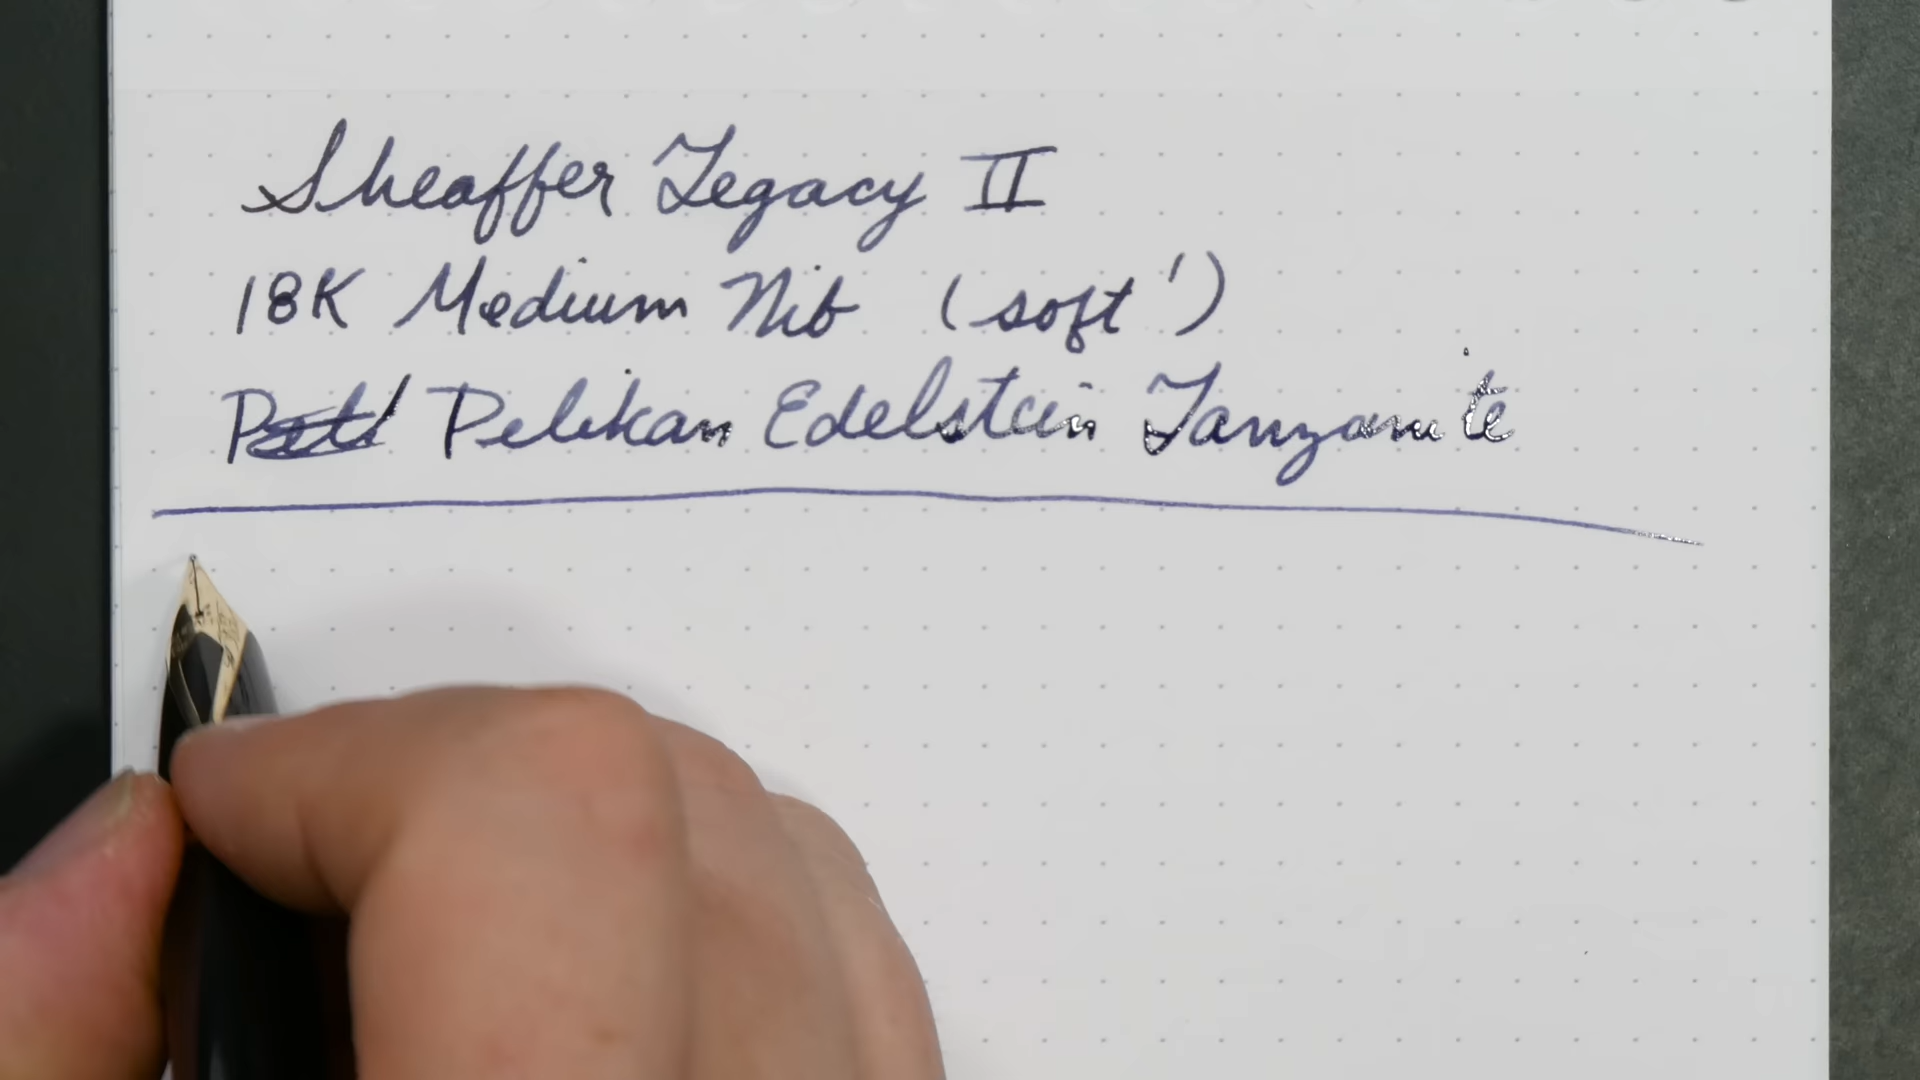 Sheaffer Legacy II
18K Medium Nib (soft')
Pelikan Edelstein Tanzanite